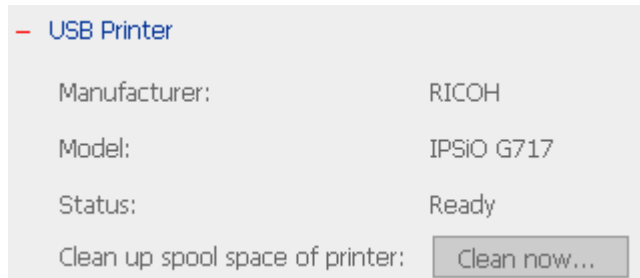 – USB Printer
Manufacturer: RICOH
Model: IPSiO G717
Status: Ready
Clean up spool space of printer: Clean now...